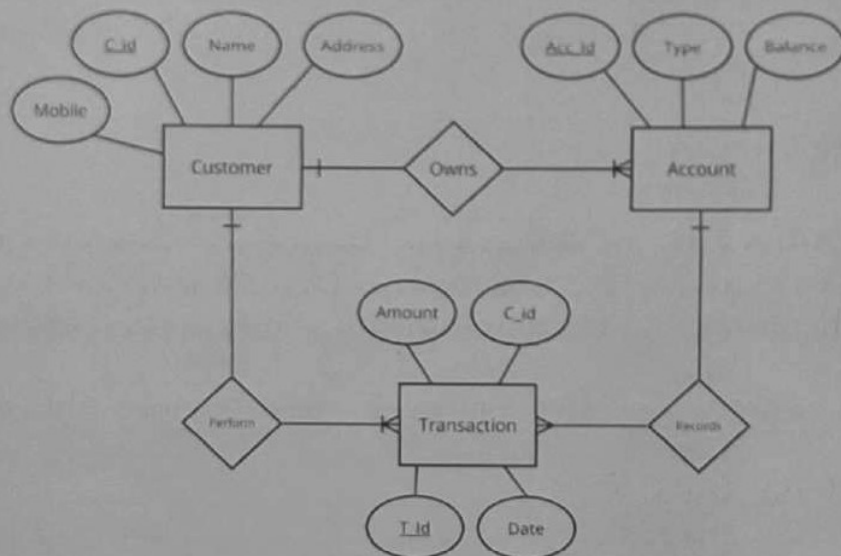 C_id
Name
Address
Acc_Id
Type
Balance
Mobile
Customer
Owns
Account
Amount
C_id
Perform
Transaction
Records
T_Id
Date